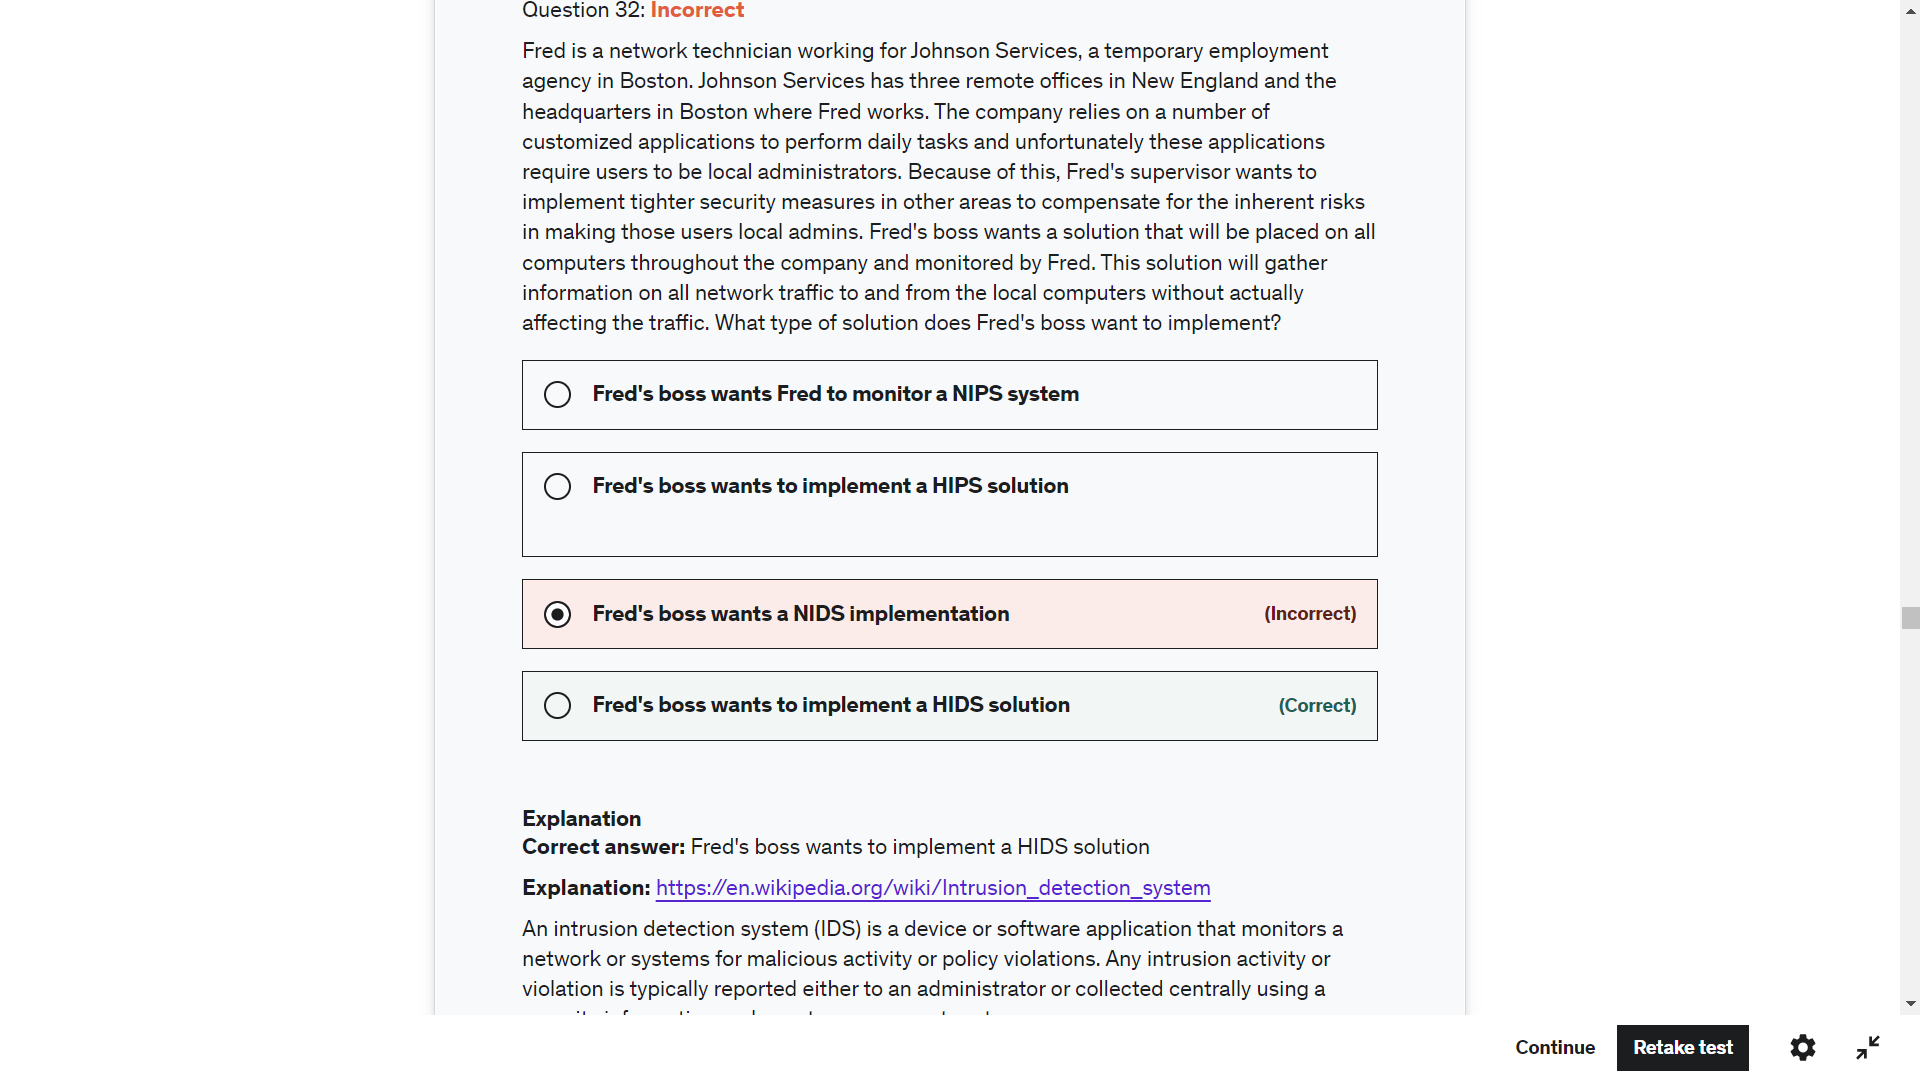 Question 32: Incorrect
Fred is a network technician working for Johnson Services, a temporary employment
agency in Boston. Johnson Services has three remote offices in New England and the
headquarters in Boston where Fred works. The company relies on a number of
customized applications to perform daily tasks and unfortunately these applications
require users to be local administrators. Because of this, Fred's supervisor wants to
implement tighter security measures in other areas to compensate for the inherent risks
in making those users local admins. Fred's boss wants a solution that will be placed on all
computers throughout the company and monitored by Fred. This solution will gather
information on all network traffic to and from the local computers without actually
affecting the traffic. What type of solution does Fred's boss want to implement?
Fred's boss wants Fred to monitor a NIPS system
Fred's boss wants to implement a HIPS solution
Fred's boss wants a NIDS implementation (Incorrect)
Fred's boss wants to implement a HIDS solution (Correct)
Explanation
Correct answer: Fred's boss wants to implement a HIDS solution
Explanation: https://en.wikipedia.org/wiki/Intrusion_detection_system
An intrusion detection system (IDS) is a device or software application that monitors a
network or systems for malicious activity or policy violations. Any intrusion activity or
violation is typically reported either to an administrator or collected centrally using a
Continue Retake test